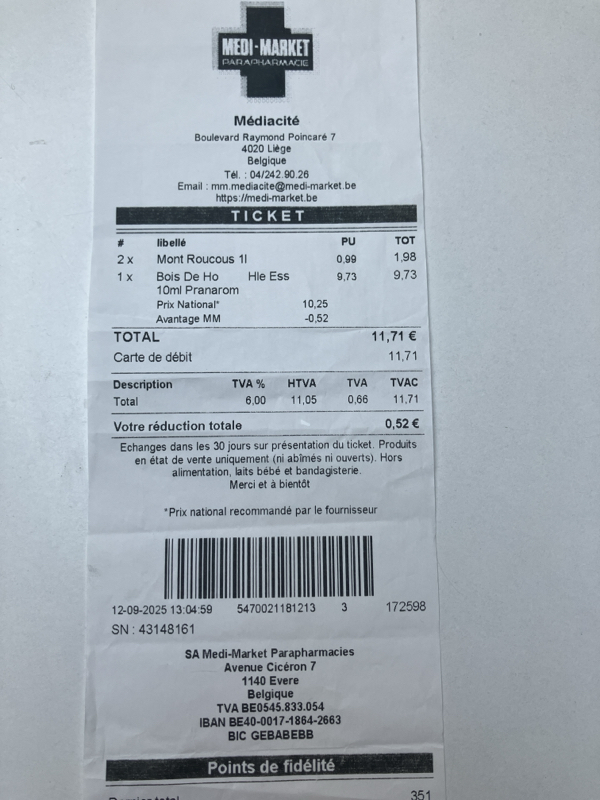 MEDI-MARKET
PARAPHARMACIE
Médiacité
Boulevard Raymond Poincaré 7
4020 Liège
Belgique
Tél. : 04/242.90.26
Email : mm.mediacite@medi-market.be
https://medi-market.be
TICKET
# libellé PU TOT
2 x Mont Roucous 1l 0,99 1,98
1 x Bois De Ho Hle Ess 9,73 9,73
10ml Pranarom
Prix National* 10,25
Avantage MM -0,52
TOTAL 11,71 €
Carte de débit 11,71
Description TVA % HTVA TVA TVAC
Total 6,00 11,05 0,66 11,71
Votre réduction totale 0,52 €
Echanges dans les 30 jours sur présentation du ticket. Produits
en état de vente uniquement (ni abîmés ni ouverts). Hors
alimentation, laits bébé et bandagisterie.
Merci et à bientôt
*Prix national recommandé par le fournisseur
12-09-2025 13:04:59 5470021181213 3 172598
SN : 43148161
SA Medi-Market Parapharmacies
Avenue Cicéron 7
1140 Evere
Belgique
TVA BE0545.833.054
IBAN BE40-0017-1864-2663
BIC GEBABEBB
Points de fidélité
351